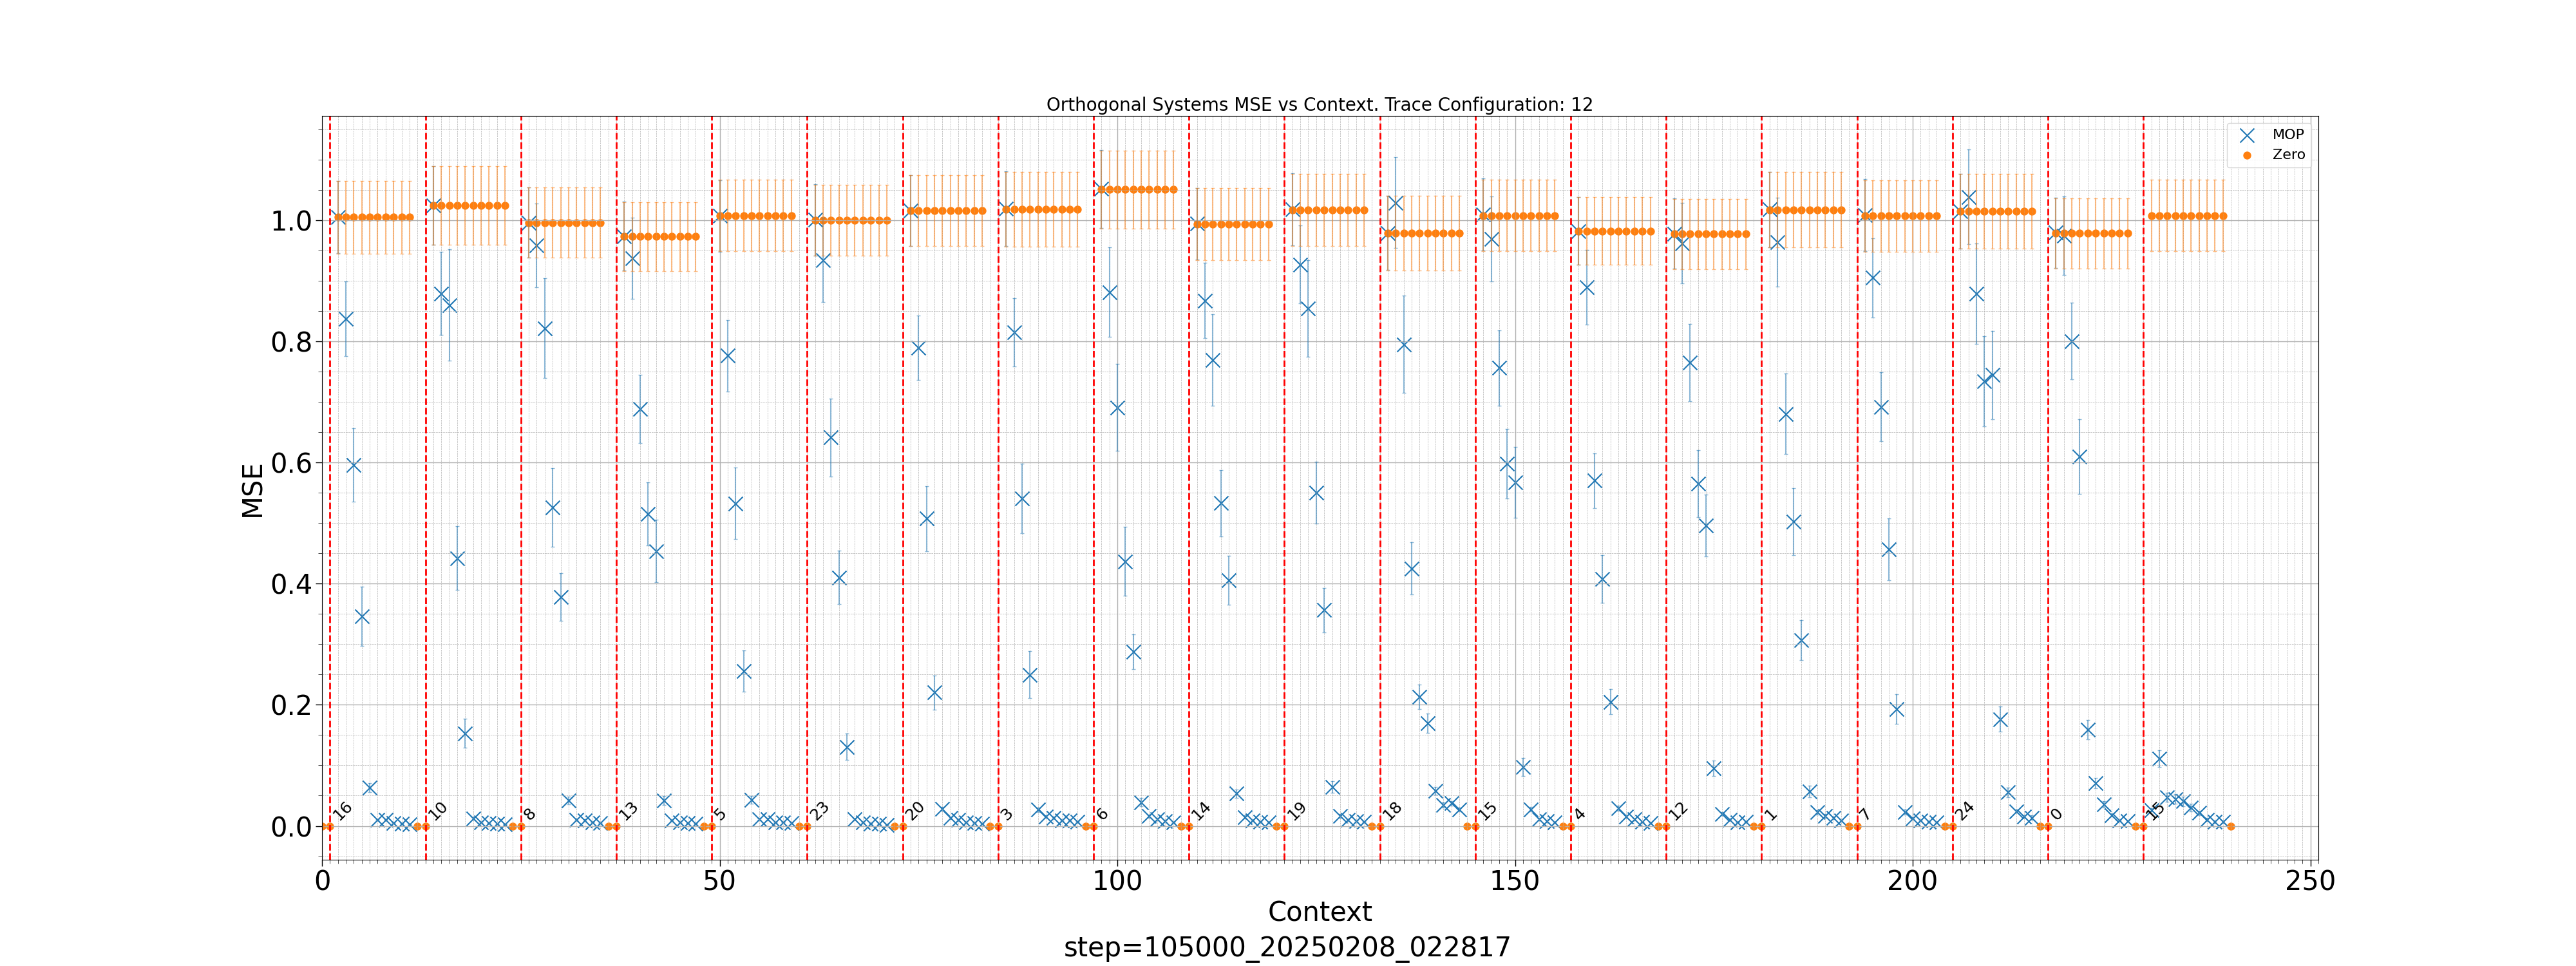 Orthogonal Systems MSE vs Context. Trace Configuration: 12
MOP
Zero
MSE
1.0
0.8
0.6
0.4
0.2
0.0
16 10 8 13 5 23 20 3 6 14 19 18 15 4 12 1 7 24 0 15
0 50 100 150 200 250
Context
step=105000_20250208_022817